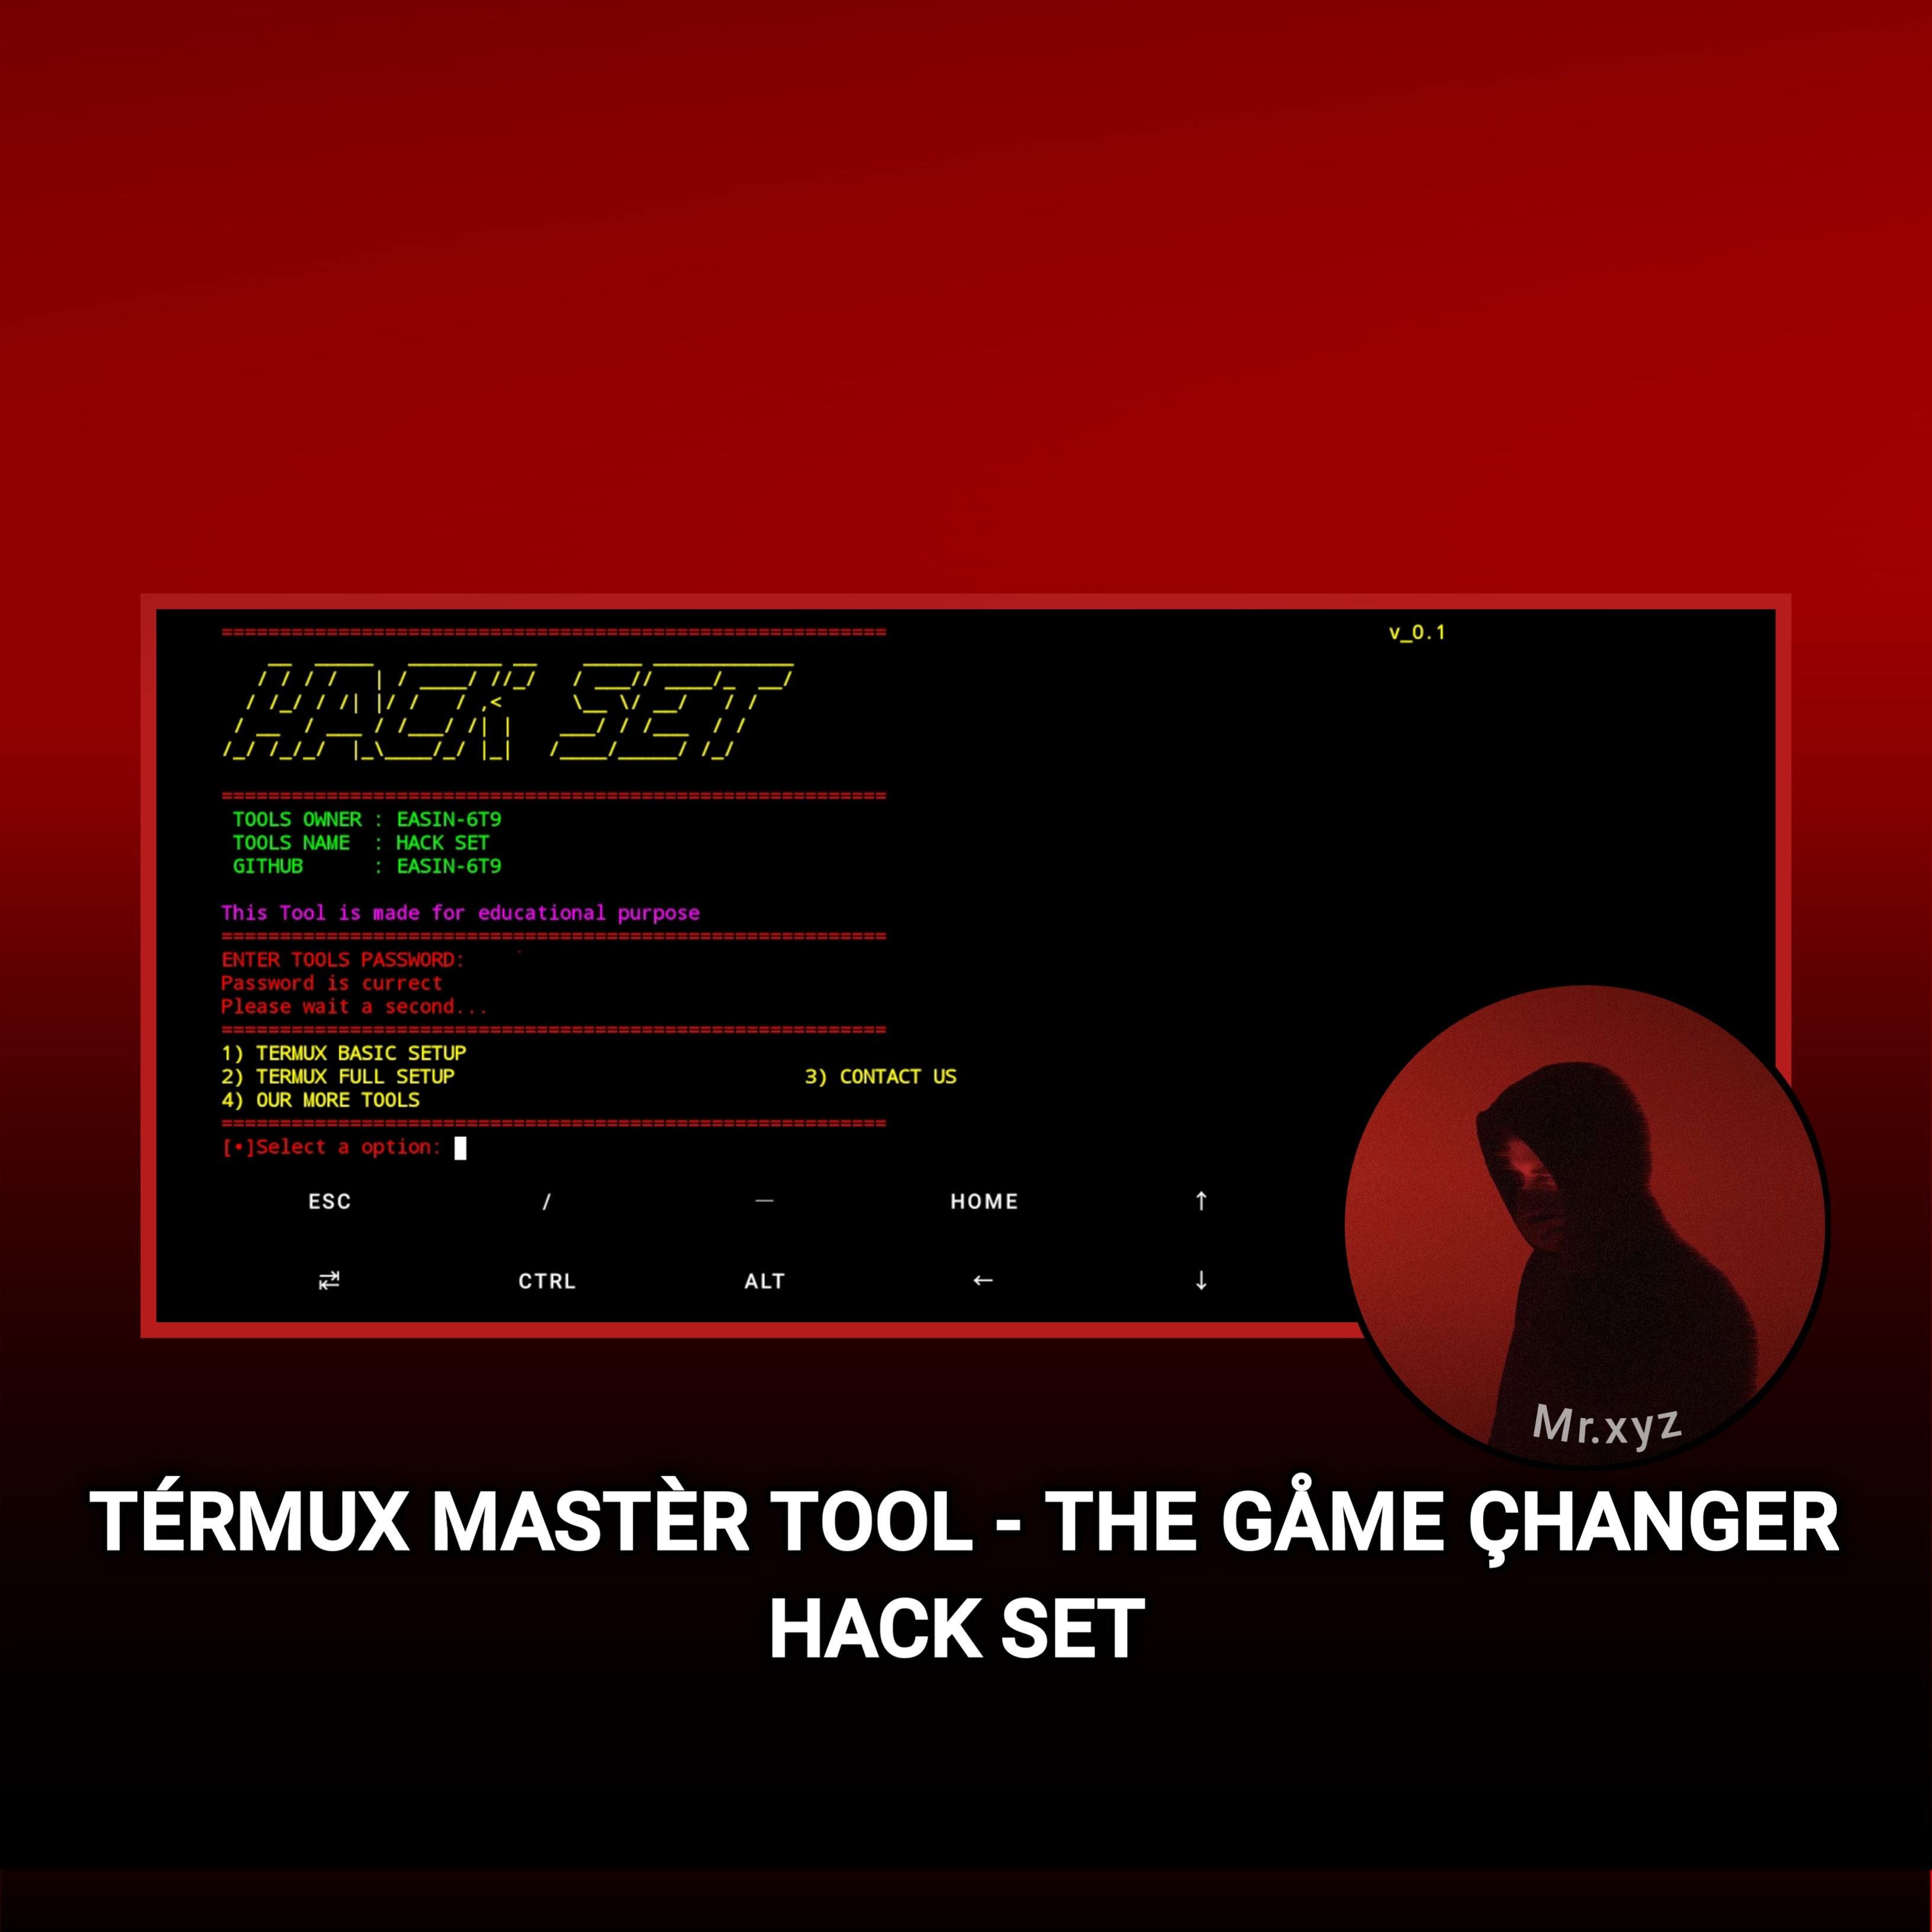 v_0.1
HACK SET
TOOLS OWNER : EASIN-6T9
TOOLS NAME : HACK SET
GITHUB : EASIN-6T9
This Tool is made for educational purpose
ENTER TOOLS PASSWORD:
Password is currect
Please wait a second...
1) TERMUX BASIC SETUP
2) TERMUX FULL SETUP 3) CONTACT US
4) OUR MORE TOOLS
[•]Select a option:
ESC / — HOME ↑
⇄ CTRL ALT ← ↓
Mr.xyz
TÉRMUX MASTÈR TOOL - THE GÅME ÇHANGER
HACK SET